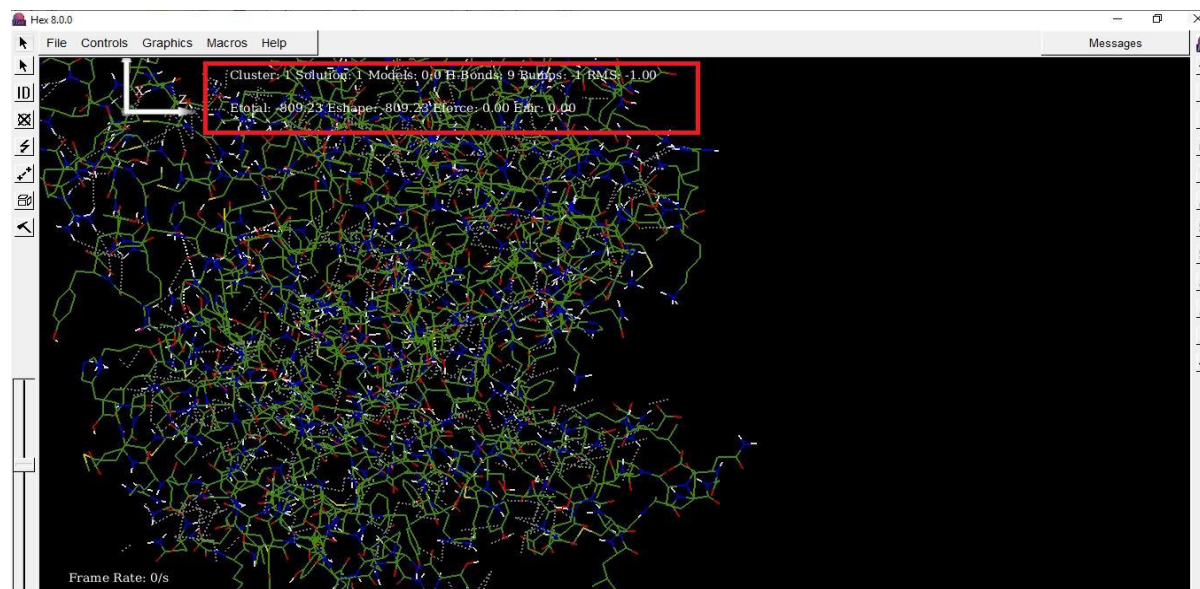 Hex 8.0.0
File Controls Graphics Macros Help Messages
Cluster: 1 Solution: 1 Models: 0:0 H-Bonds: 9 Bumps: -1 RMS: -1.00
Etotal: -809.23 Eshape: -809.23 Eforce: 0.00 Eair: 0.00
X
Z
ID
Frame Rate: 0/s